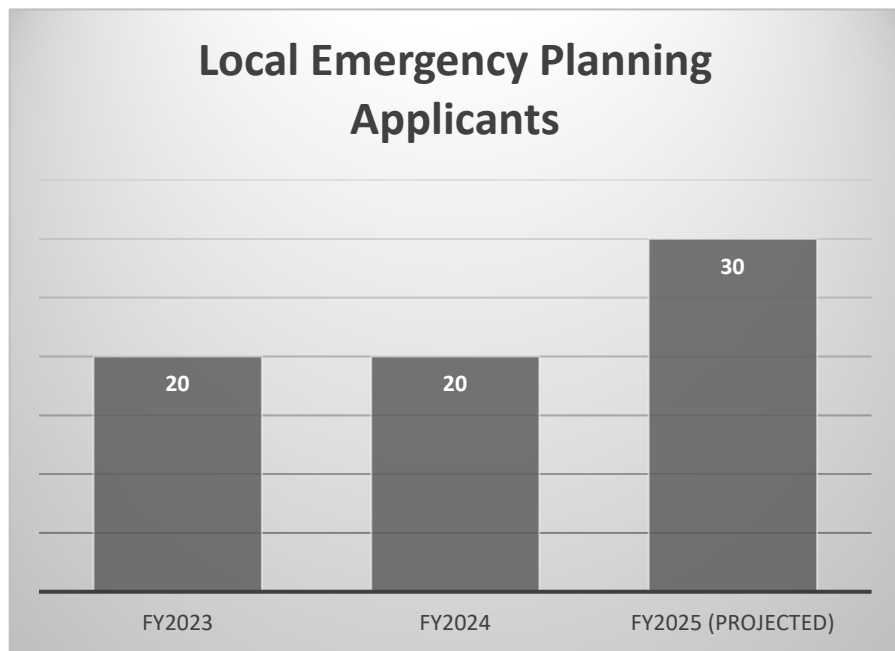 Local Emergency Planning
Applicants
20
20
30
FY2023
FY2024
FY2025 (PROJECTED)